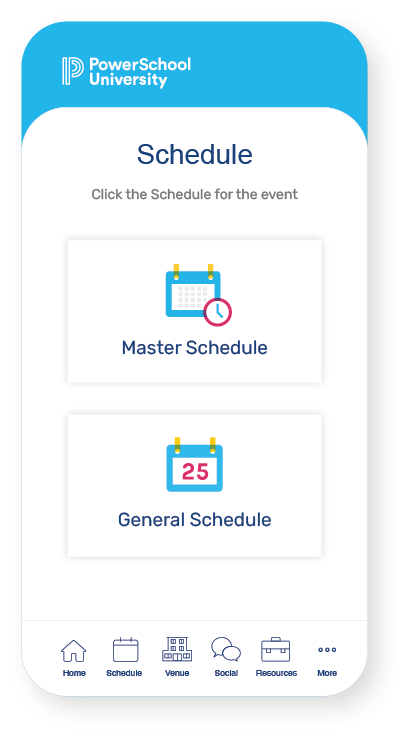 PowerSchool
University
Schedule
Click the Schedule for the event
Master Schedule
25
General Schedule
Home Schedule Venue Social Resources More